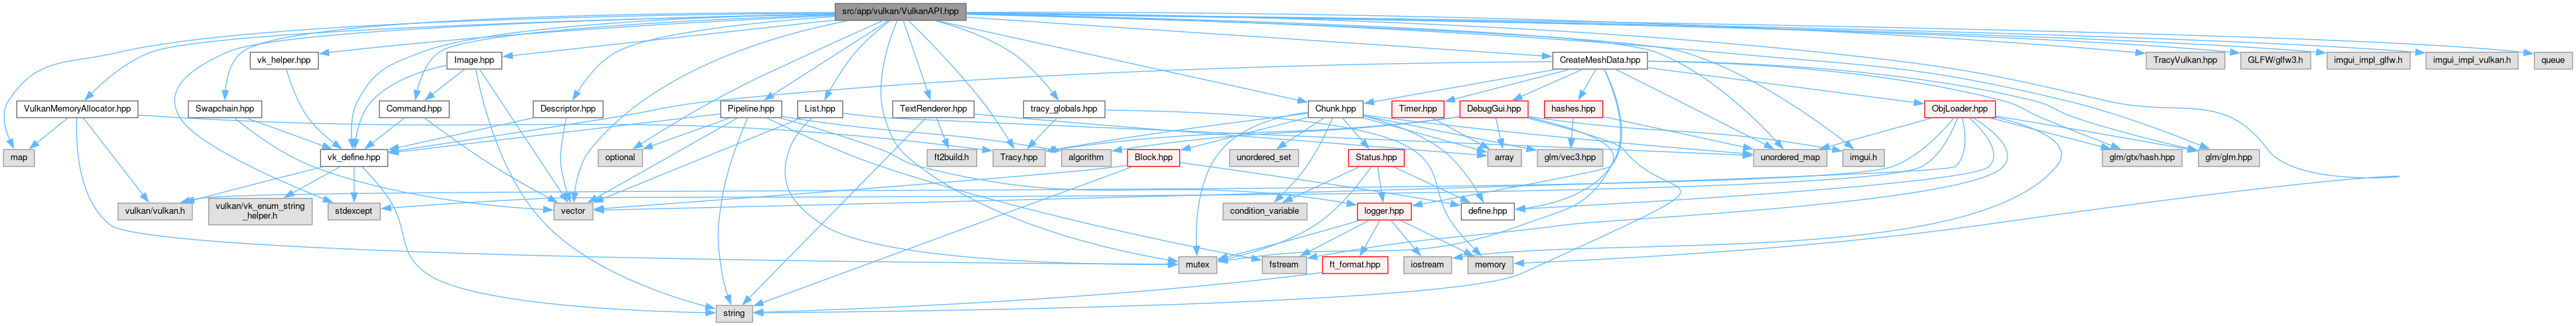 src/app/vulkan/VulkanAPI.hpp
vk_helper.hpp
Image.hpp
CreateMeshData.hpp
TracyVulkan.hpp
GLFW/glfw3.h
imgui_impl_glfw.h
imgui_impl_vulkan.h
queue
VulkanMemoryAllocator.hpp
Swapchain.hpp
Command.hpp
Descriptor.hpp
Pipeline.hpp
List.hpp
TextRenderer.hpp
tracy_globals.hpp
Chunk.hpp
Timer.hpp
DebugGui.hpp
hashes.hpp
ObjLoader.hpp
map
vk_define.hpp
optional
ft2build.h
Tracy.hpp
algorithm
Block.hpp
unordered_set
Status.hpp
array
glm/vec3.hpp
unordered_map
imgui.h
glm/gtx/hash.hpp
glm/glm.hpp
vulkan/vulkan.h
vulkan/vk_enum_string
_helper.h
stdexcept
vector
condition_variable
logger.hpp
define.hpp
mutex
fstream
ft_format.hpp
iostream
memory
string